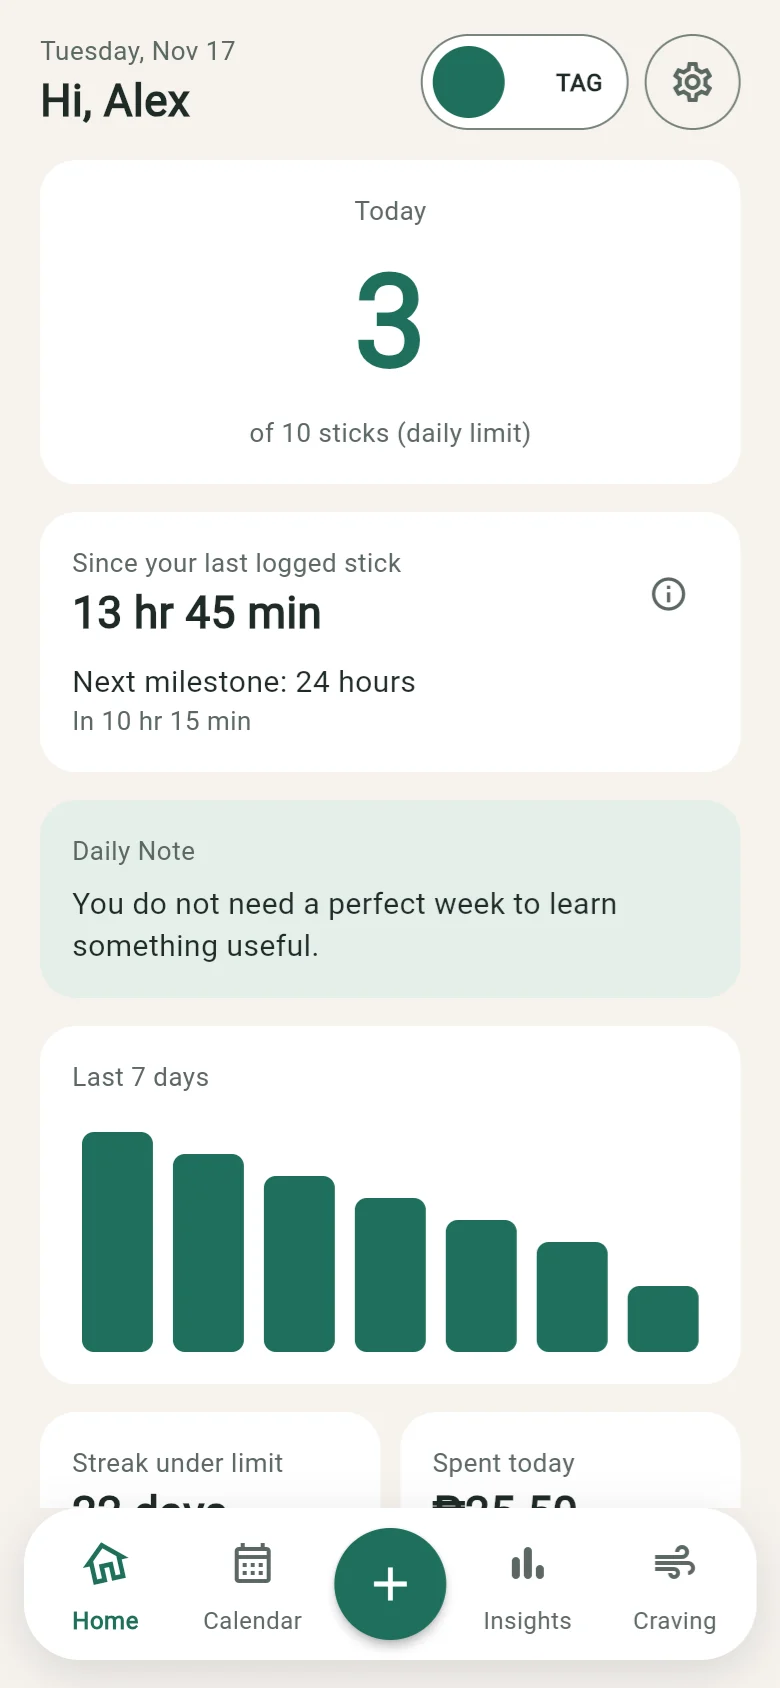 Tuesday, Nov 17
Hi, Alex
TAG
Today
3
of 10 sticks (daily limit)
Since your last logged stick
13 hr 45 min
Next milestone: 24 hours
In 10 hr 15 min
Daily Note
You do not need a perfect week to learn
something useful.
Last 7 days
Streak under limit
Spent today
days
Home
Calendar
Insights
Craving